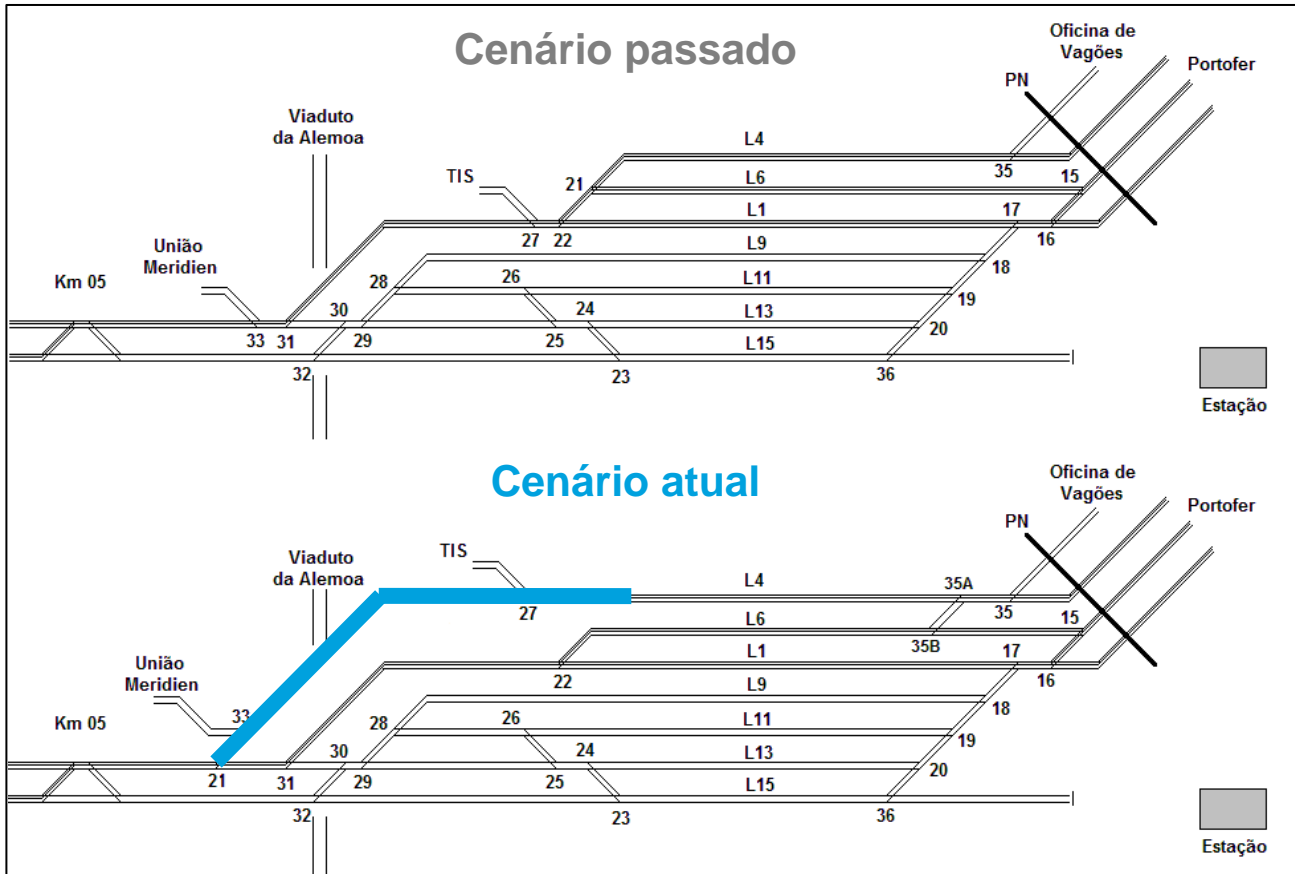 Cenário passado
Oficina de
Vagões
Portofer
PN
Viaduto
da Alemoa
L4
TIS
21
L6
35
15
L1
17
27
22
16
União
Meridien
L9
18
Km 05
28
26
L11
19
30
24
L13
20
33
31
29
25
L15
32
23
36
Estação
Cenário atual
Oficina de
Vagões
Portofer
PN
Viaduto
da Alemoa
TIS
L4
35A
27
L6
35
15
35B
L1
17
22
16
União
Meridien
L9
18
33
Km 05
28
26
L11
19
30
24
L13
20
21
31
29
25
L15
32
23
36
Estação